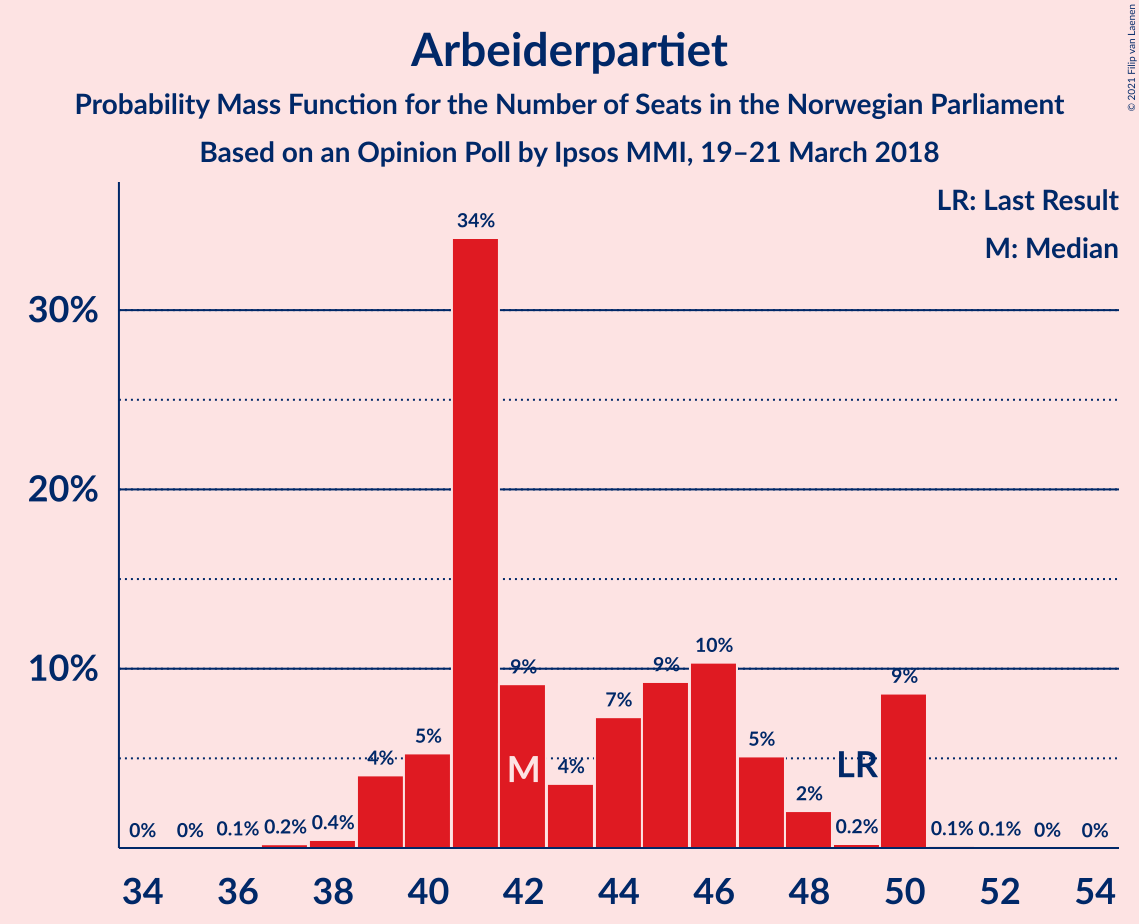 © 2021 Filip van Laenen
Arbeiderpartiet
Probability Mass Function for the Number of Seats in the Norwegian Parliament
Based on an Opinion Poll by Ipsos MMI, 19–21 March 2018
LR: Last Result
M: Median
34%
30%
20%
10%
10%
9%
9%
9%
7%
5%
5%
4%
4%
M
LR
2%
0%
0%
0.1%
0.2%
0.4%
0.2%
0.1%
0.1%
0%
0%
34 36 38 40 42 44 46 48 50 52 54